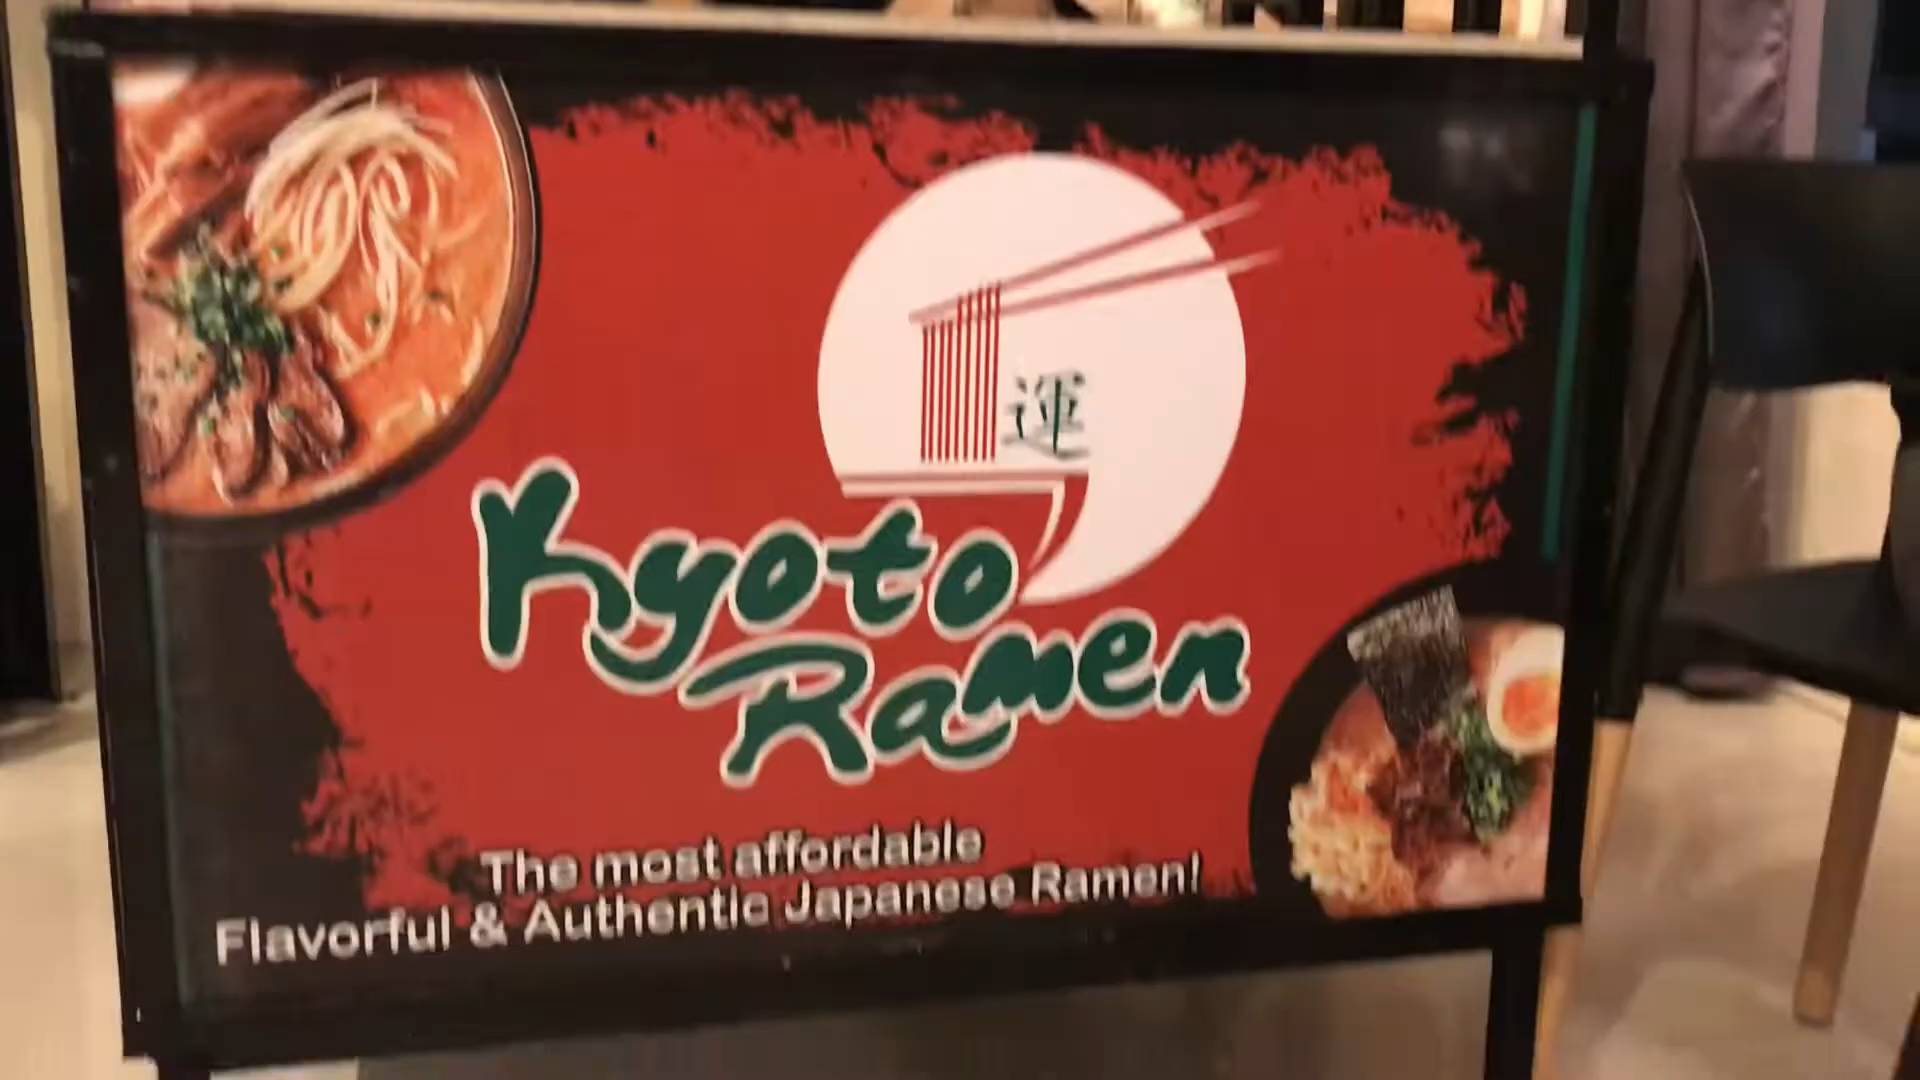 運
Kyoto
Ramen
The most affordable
Flavorful & Authentic Japanese Ramen!